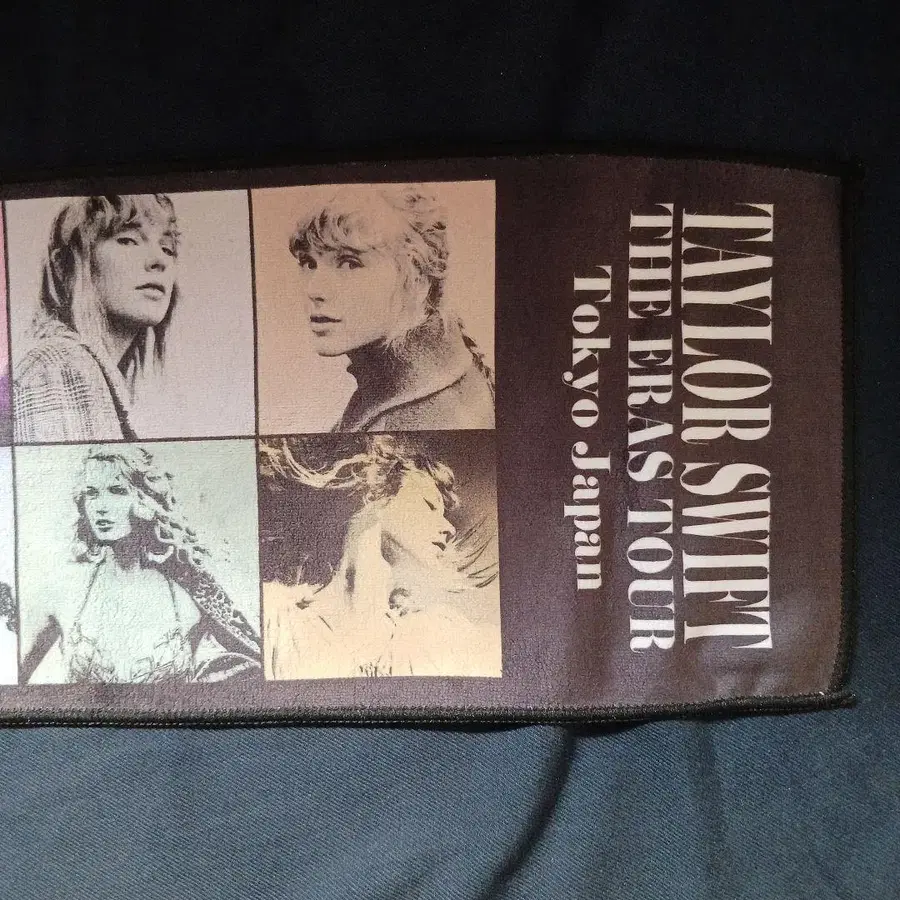 TAYLOR SWIFT
THE ERAS TOUR
Tokyo Japan